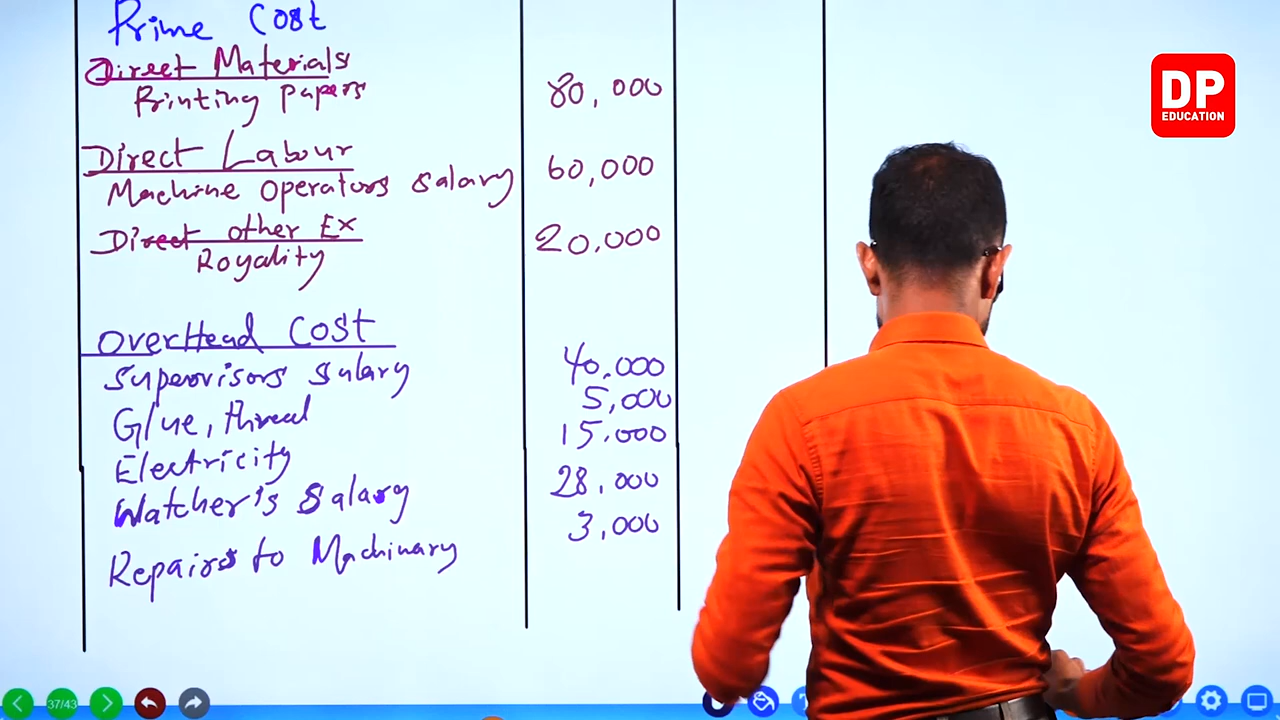 Prime Cost
Direct Materials
Printing Papers 80,000
Direct Labour
Machine Operators salary 60,000
Direct other Ex
Royality 20,000
OverHead Cost
Supervisors salary 40.000
Glue, thread 5,000
Electricity 15.000
Watcher's salary 28,000
Repairs to Machinary 3,000
DP
EDUCATION
37/43